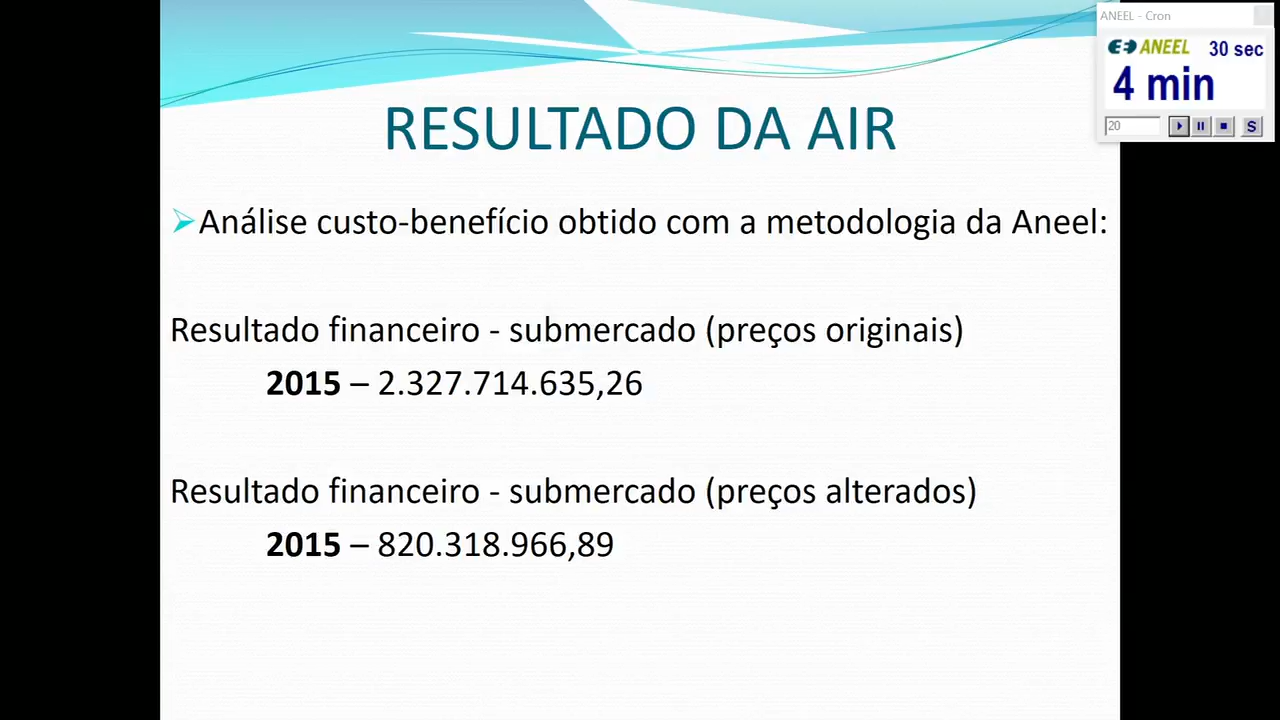 ANEEL - Cron
ANEEL 30 sec
4 min
20
S
RESULTADO DA AIR
Análise custo-benefício obtido com a metodologia da Aneel:
Resultado financeiro - submercado (preços originais)
2015 – 2.327.714.635,26
Resultado financeiro - submercado (preços alterados)
2015 – 820.318.966,89